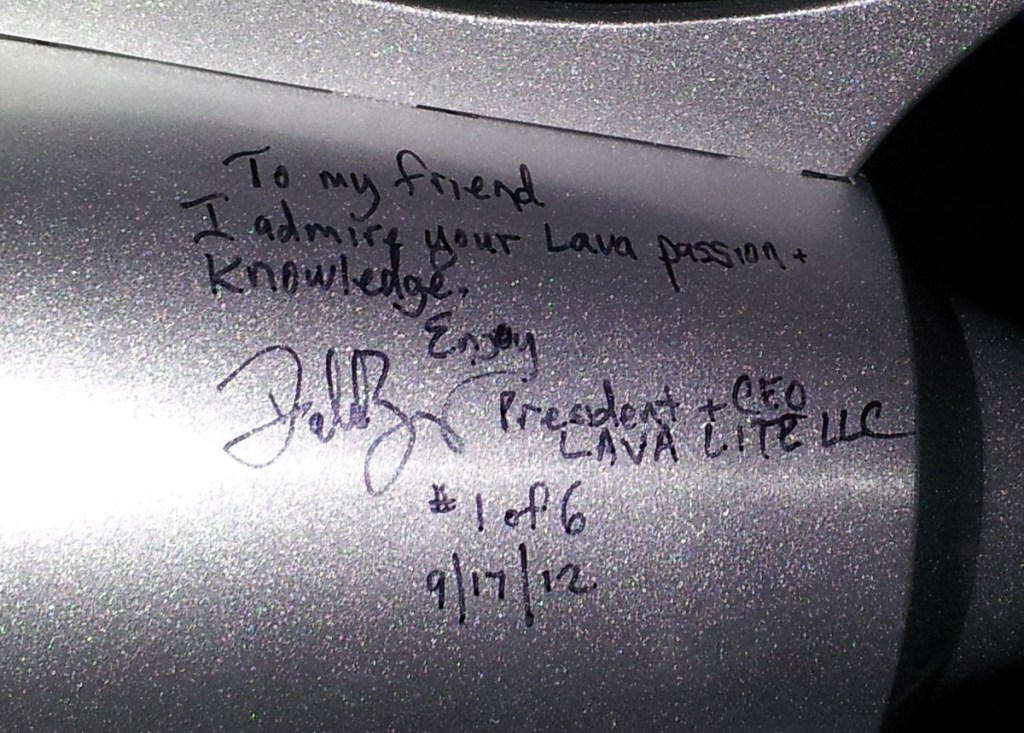 To my friend
I admire your Lava passion +
Knowledge.
Enjoy
President + CEO
LAVA LITE LLC
#1 of 6
9/17/12